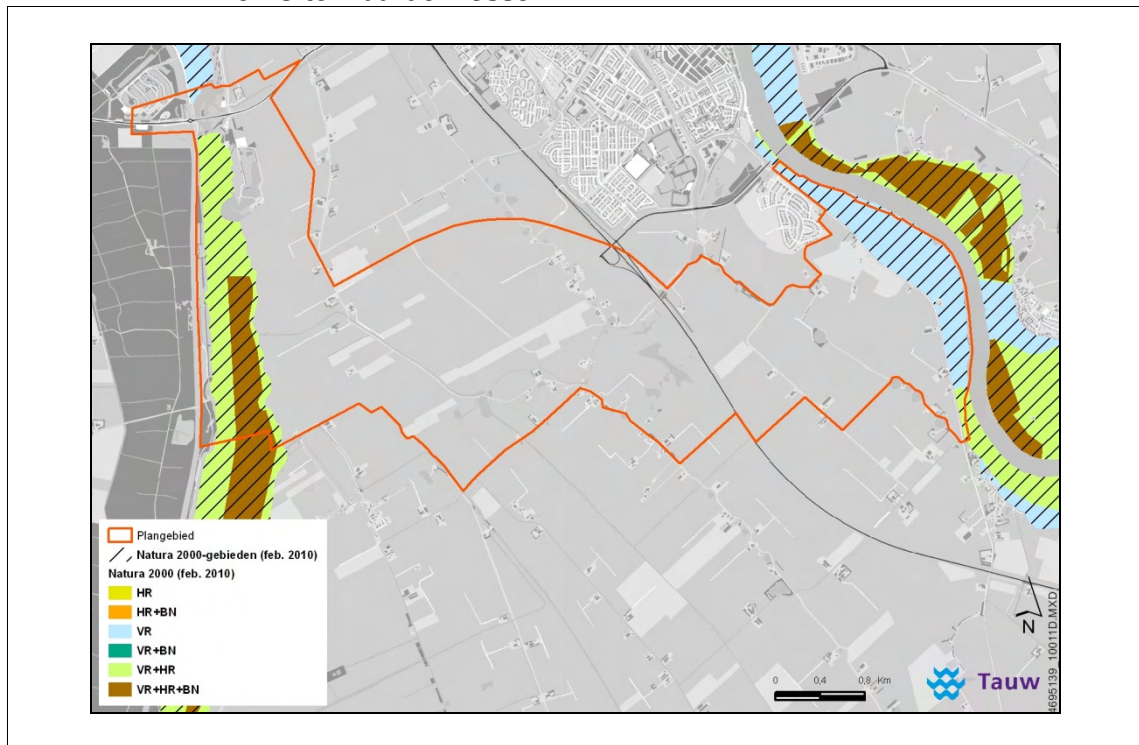 Plangebied
Natura 2000-gebieden (feb. 2010)
Natura 2000 (feb. 2010)
HR
HR+BN
VR
VR+BN
VR+HR
VR+HR+BN
0 0,4 0,8 Km
N
Tauw
4695139_10011D.MXD